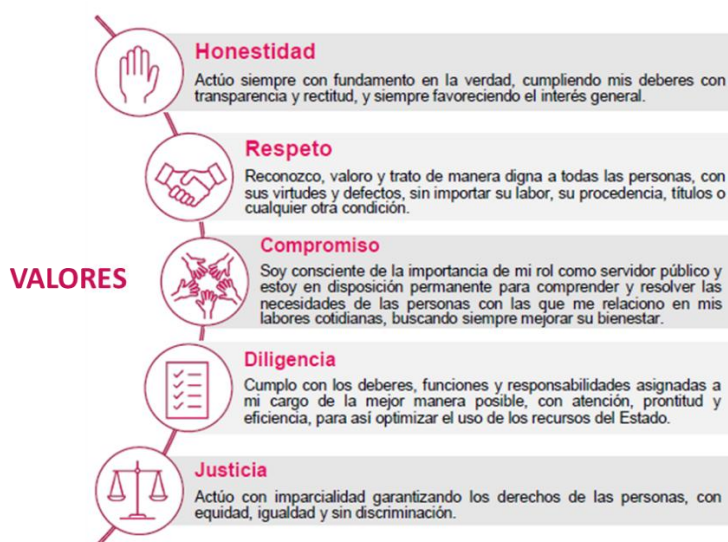 Honestidad
Actúo siempre con fundamento en la verdad, cumpliendo mis deberes con
transparencia y rectitud, y siempre favoreciendo el interés general.
Respeto
Reconozco, valoro y trato de manera digna a todas las personas, con
sus virtudes y defectos, sin importar su labor, su procedencia, títulos o
cualquier otra condición.
VALORES
Compromiso
Soy consciente de la importancia de mi rol como servidor público y
estoy en disposición permanente para comprender y resolver las
necesidades de las personas con las que me relaciono en mis
labores cotidianas, buscando siempre mejorar su bienestar.
Diligencia
Cumplo con los deberes, funciones y responsabilidades asignadas a
mi cargo de la mejor manera posible, con atención, prontitud y
eficiencia, para así optimizar el uso de los recursos del Estado.
Justicia
Actúo con imparcialidad garantizando los derechos de las personas, con
equidad, igualdad y sin discriminación.